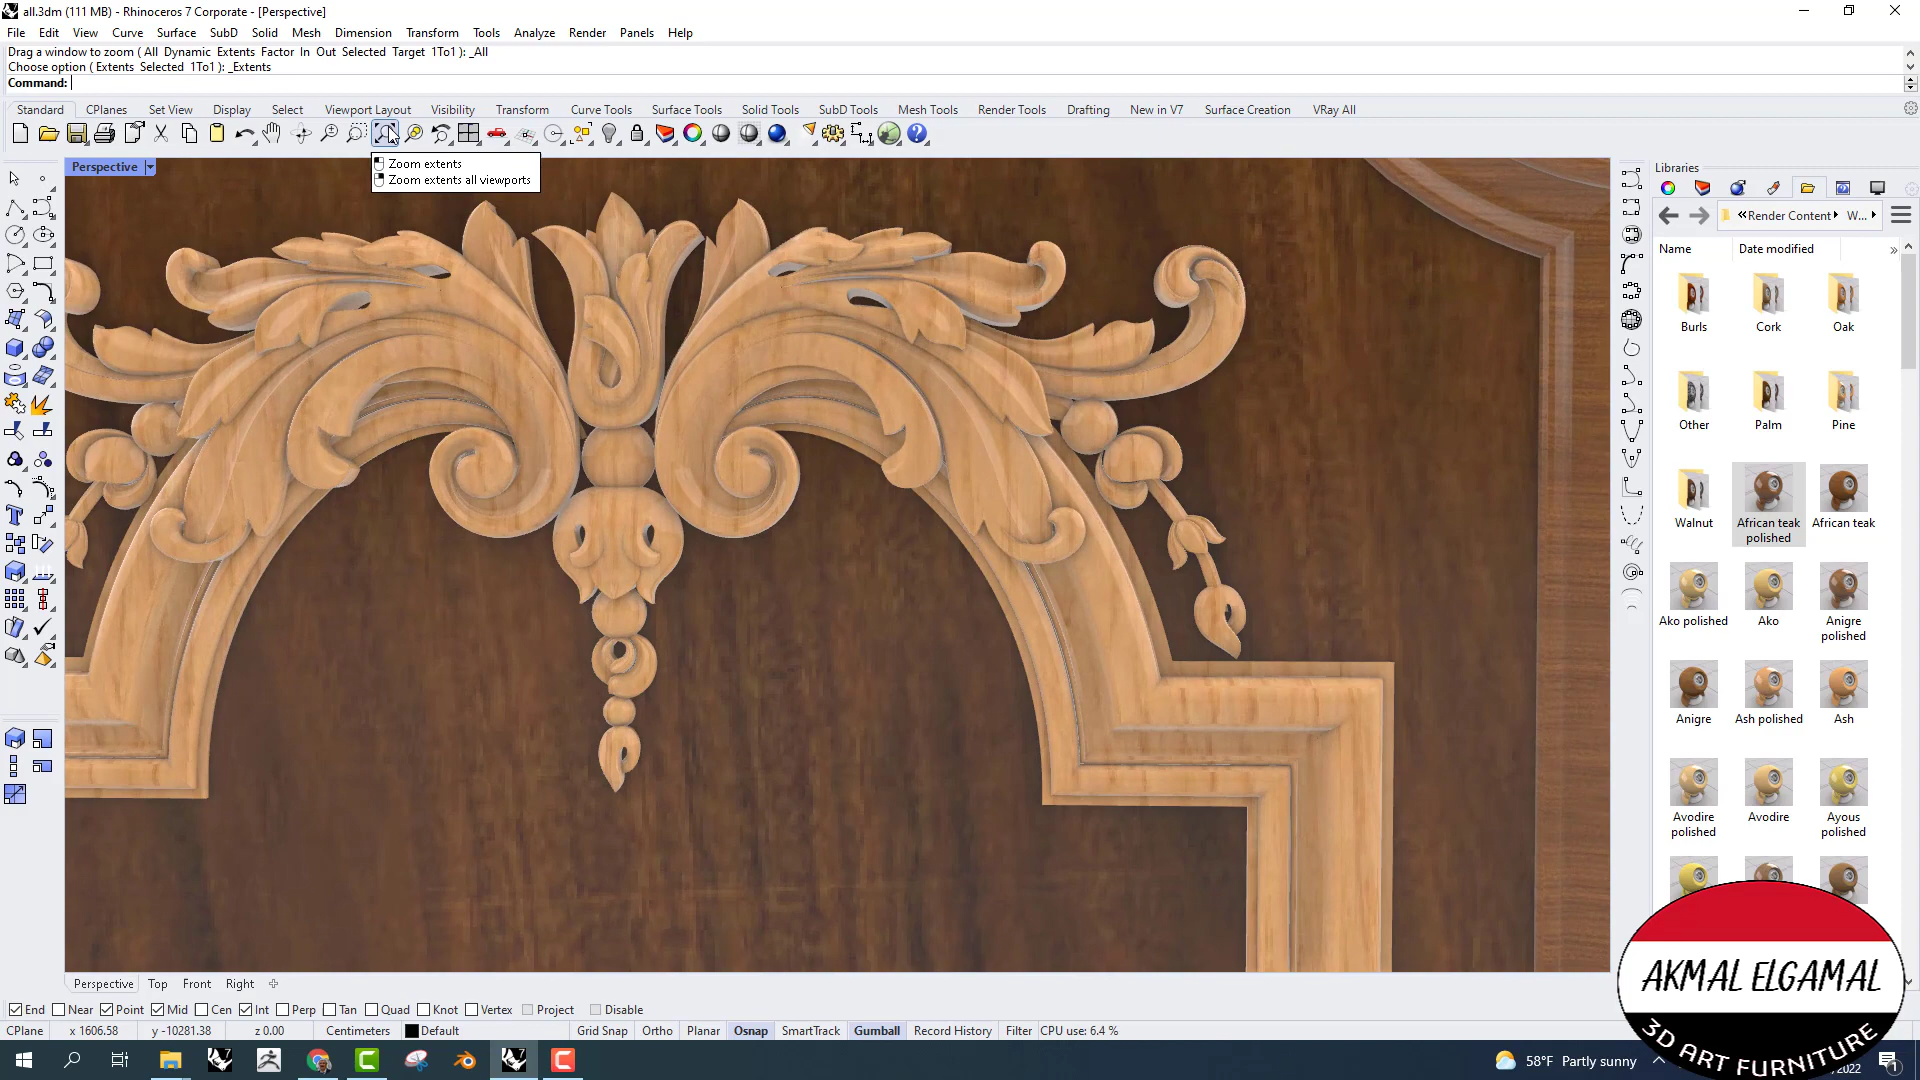 all.3dm (111 MB) - Rhinoceros 7 Corporate - [Perspective]
File Edit View Curve Surface SubD Solid Mesh Dimension Transform Tools Analyze Render Panels Help
Drag a window to zoom ( All Dynamic Extents Factor In Out Selected Target 1To1 ): _All
Choose option ( Extents Selected 1To1 ): _Extents
Command:
Standard CPlanes Set View Display Select Viewport Layout Visibility Transform Curve Tools Surface Tools Solid Tools SubD Tools Mesh Tools Render Tools Drafting New in V7 Surface Creation VRay All
Perspective
Zoom extents
Zoom extents all viewports
Libraries
«Render Content W...
Name Date modified »
Burls Cork Oak
Other Palm Pine
Walnut African teak polished African teak
Ako polished Ako Anigre polished
Anigre Ash polished Ash
Avodire polished Avodire Ayous polished
Perspective Top Front Right
End Near Point Mid Cen Int Perp Tan Quad Knot Vertex Project Disable
CPlane x 1606.58 y -10281.38 z 0.00 Centimeters Default Grid Snap Ortho Planar Osnap SmartTrack Gumball Record History Filter CPU use: 6.4 %
AKMAL ELGAMAL
3D ART FURNITURE
58°F Partly sunny
2022
1